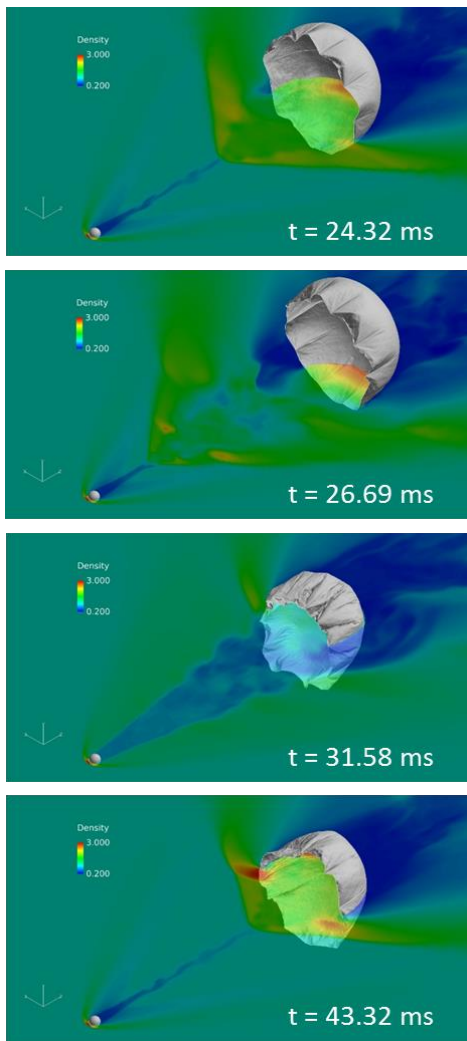 Density
3.000
0.200
t = 24.32 ms
Density
3.000
0.200
t = 26.69 ms
Density
3.000
0.200
t = 31.58 ms
Density
3.000
0.200
t = 43.32 ms